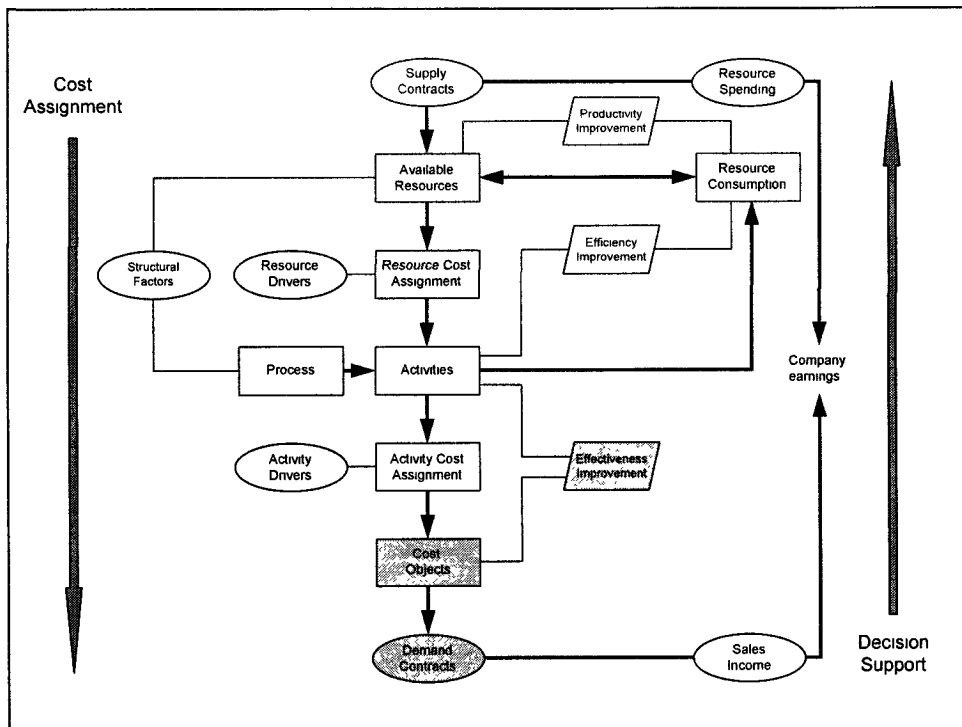 Cost
Assignment
Supply
Contracts
Resource
Spending
Productivity
Improvement
Available
Resources
Resource
Consumption
Structural
Factors
Resource
Drivers
Resource Cost
Assignment
Efficiency
Improvement
Process
Activities
Company
earnings
Activity
Drivers
Activity Cost
Assignment
Effectiveness
Improvement
Cost
Objects
Demand
Contracts
Sales
Income
Decision
Support